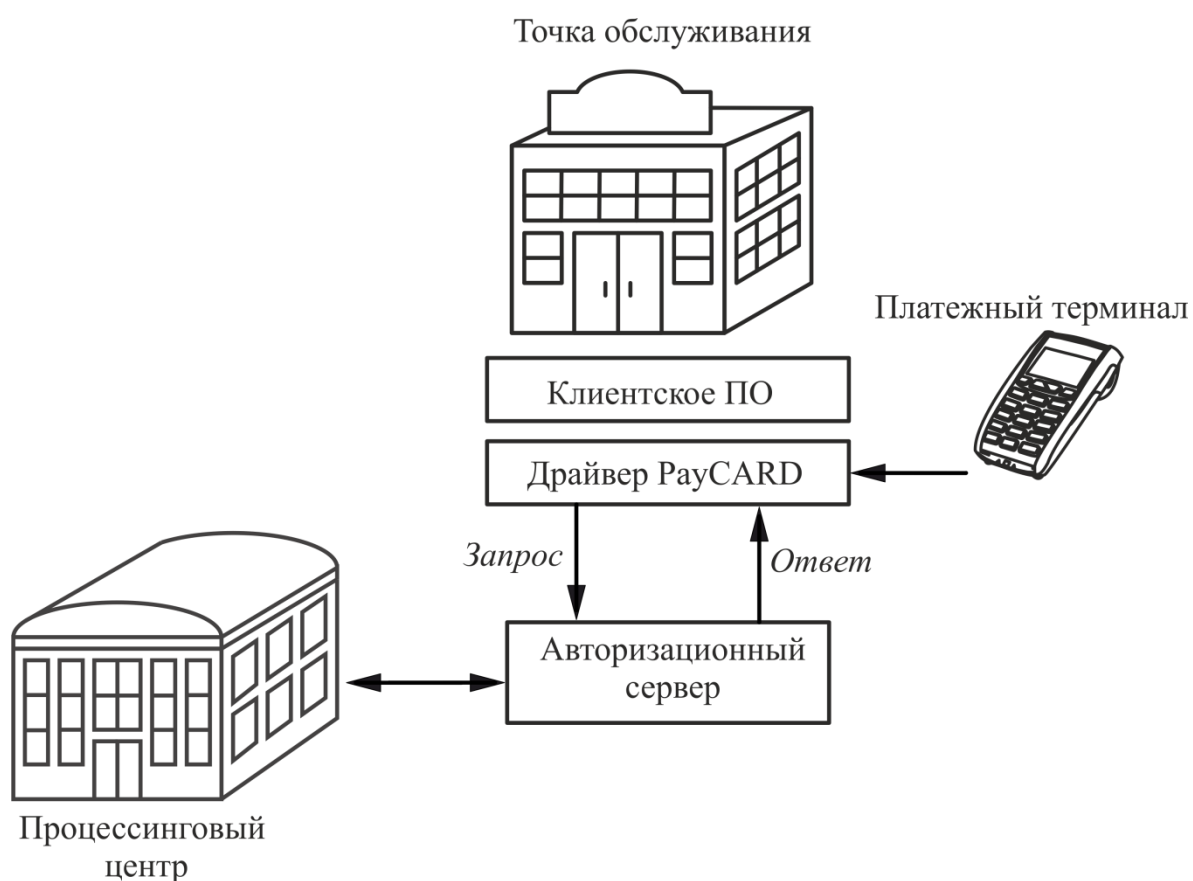 Точка обслуживания
Платежный терминал
Клиентское ПО
Драйвер PayCARD
Запрос
Ответ
Авторизационный
сервер
Процессинговый
центр